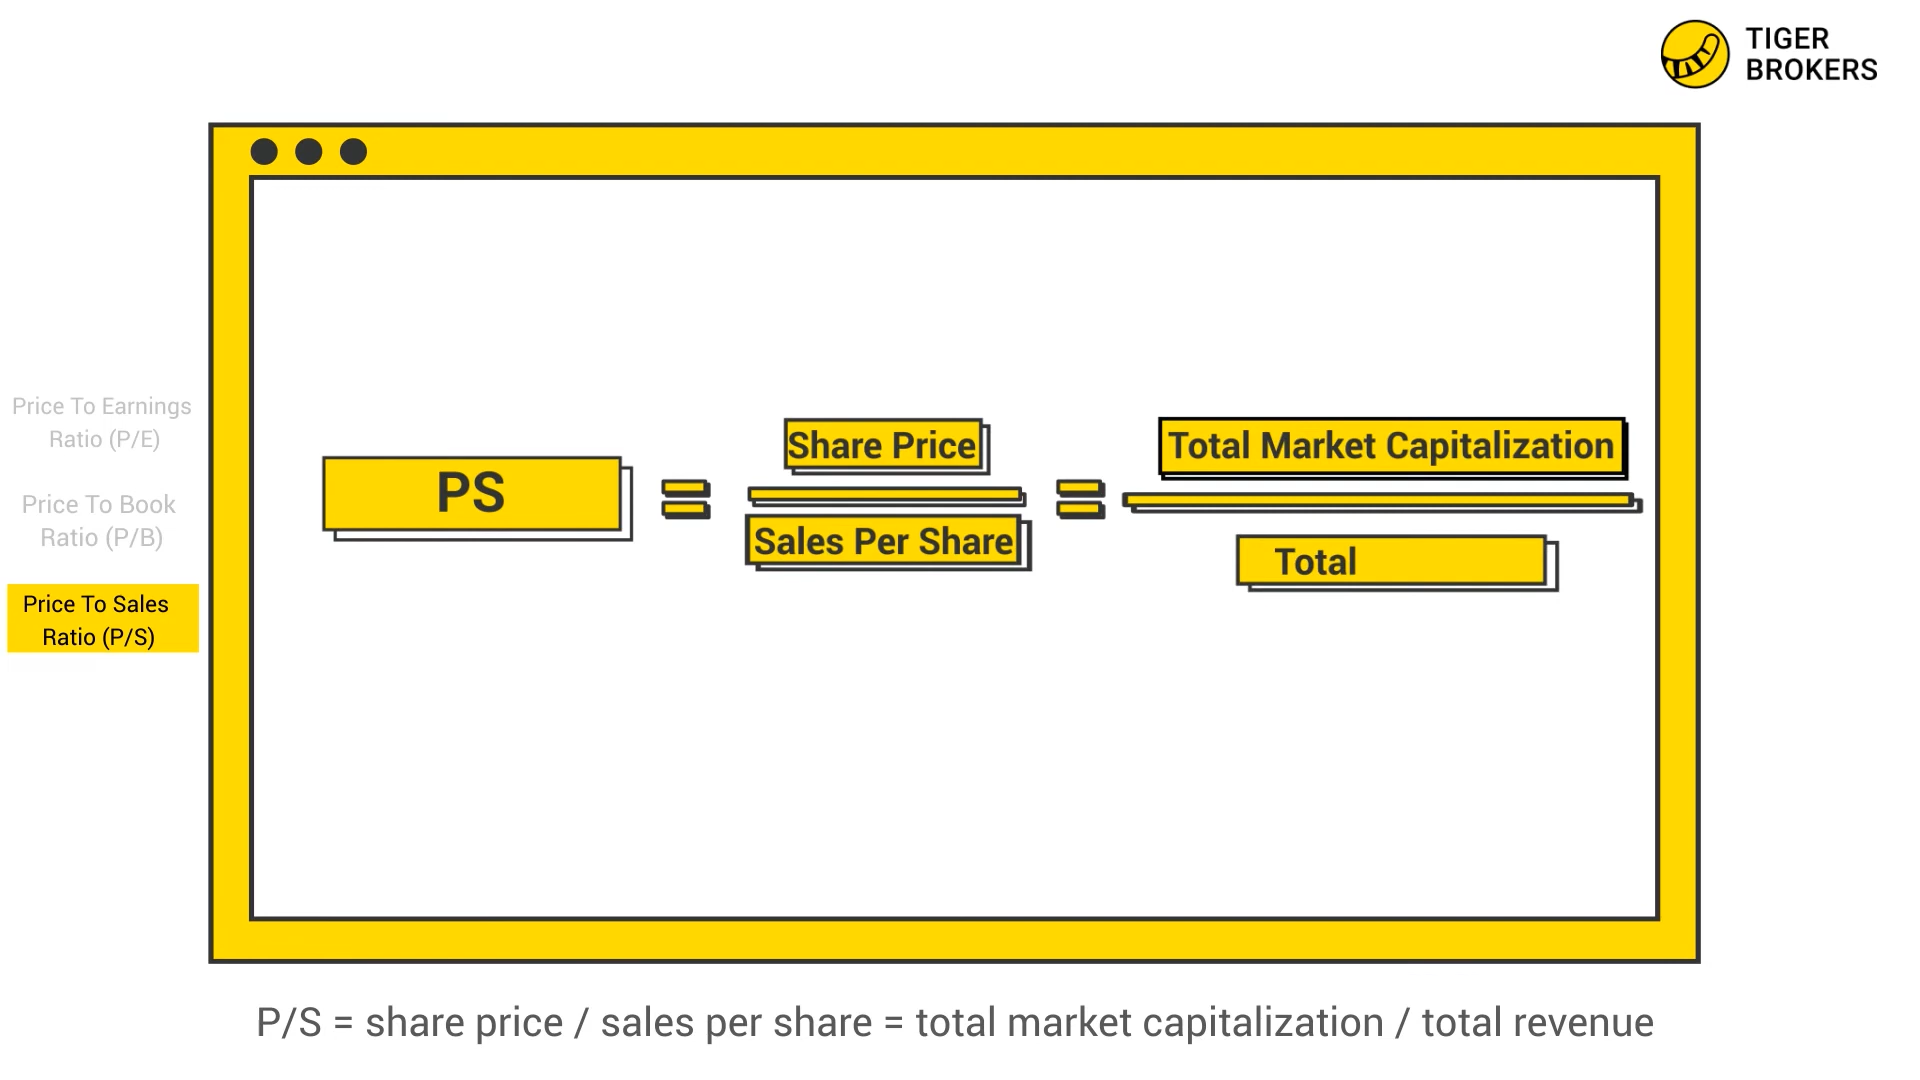 TIGER
BROKERS
Price To Earnings
Ratio (P/E)
Price To Book
Ratio (P/B)
Price To Sales
Ratio (P/S)
PS
Share Price
Sales Per Share
Total Market Capitalization
Total
P/S = share price / sales per share = total market capitalization / total revenue